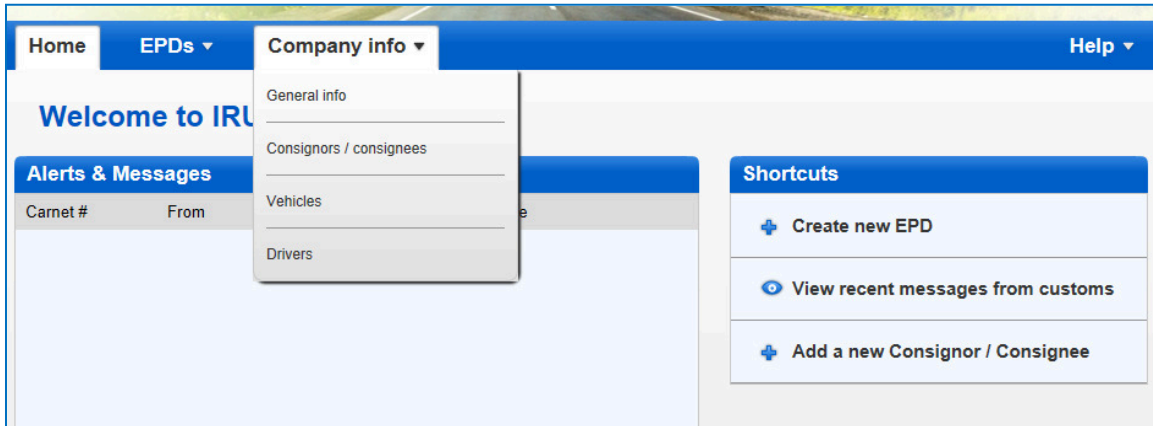 Home EPDs Company info Help
General info
Welcome to IRU
Consignors / consignees
Alerts & Messages Shortcuts
Vehicles
Carnet # From
Create new EPD
Drivers
View recent messages from customs
Add a new Consignor / Consignee